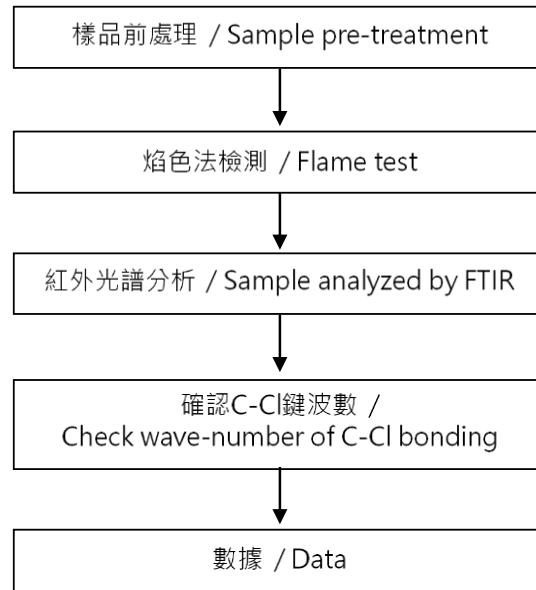 樣品前處理 / Sample pre-treatment
焰色法檢測 / Flame test
紅外光譜分析 / Sample analyzed by FTIR
確認C-Cl鍵波數 /
Check wave-number of C-Cl bonding
數據 / Data